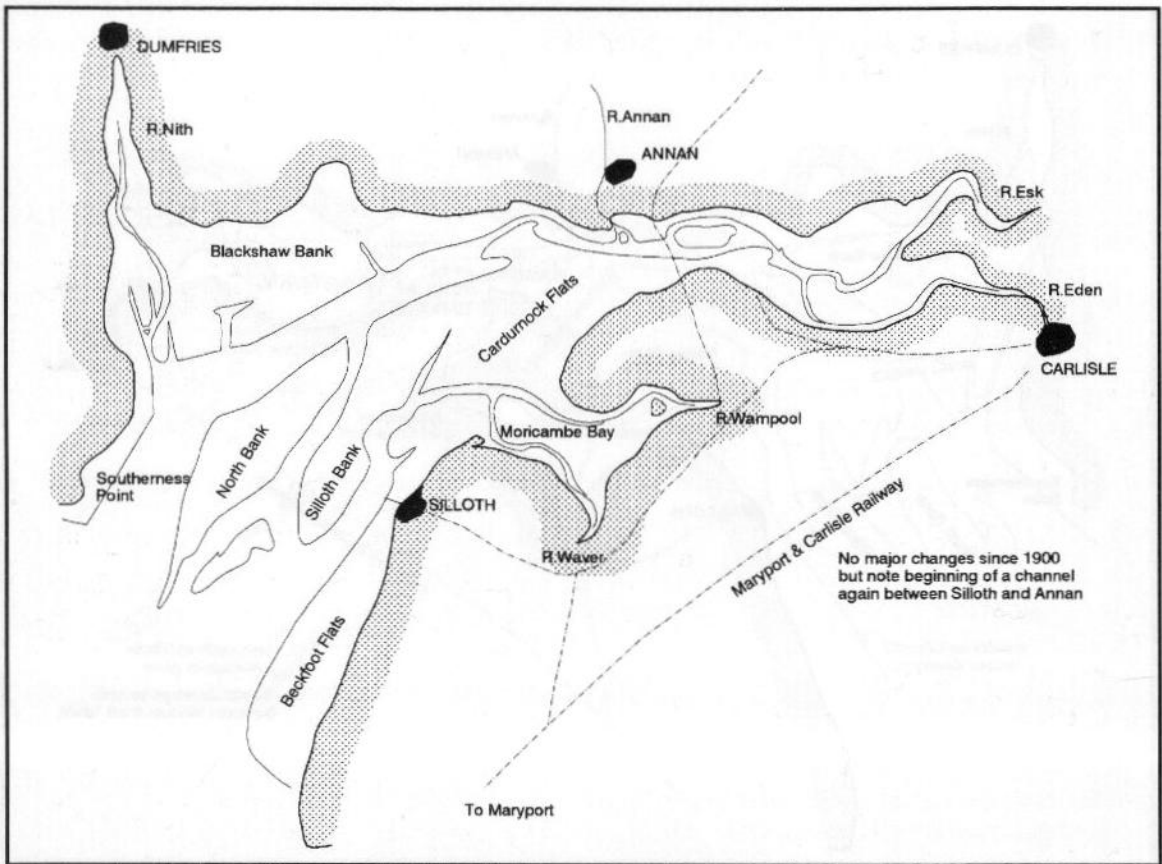 DUMFRIES
R.Nith
R.Annan
ANNAN
R.Esk
Blackshaw Bank
R.Eden
Cardurnock Flats
CARLISLE
R.Wampool
Moricambe Bay
Southerness
Point
North Bank
Silloth Bank
SILLOTH
R.Waver
Maryport & Carlisle Railway
No major changes since 1900
but note beginning of a channel
again between Silloth and Annan
Beckfoot Flats
To Maryport